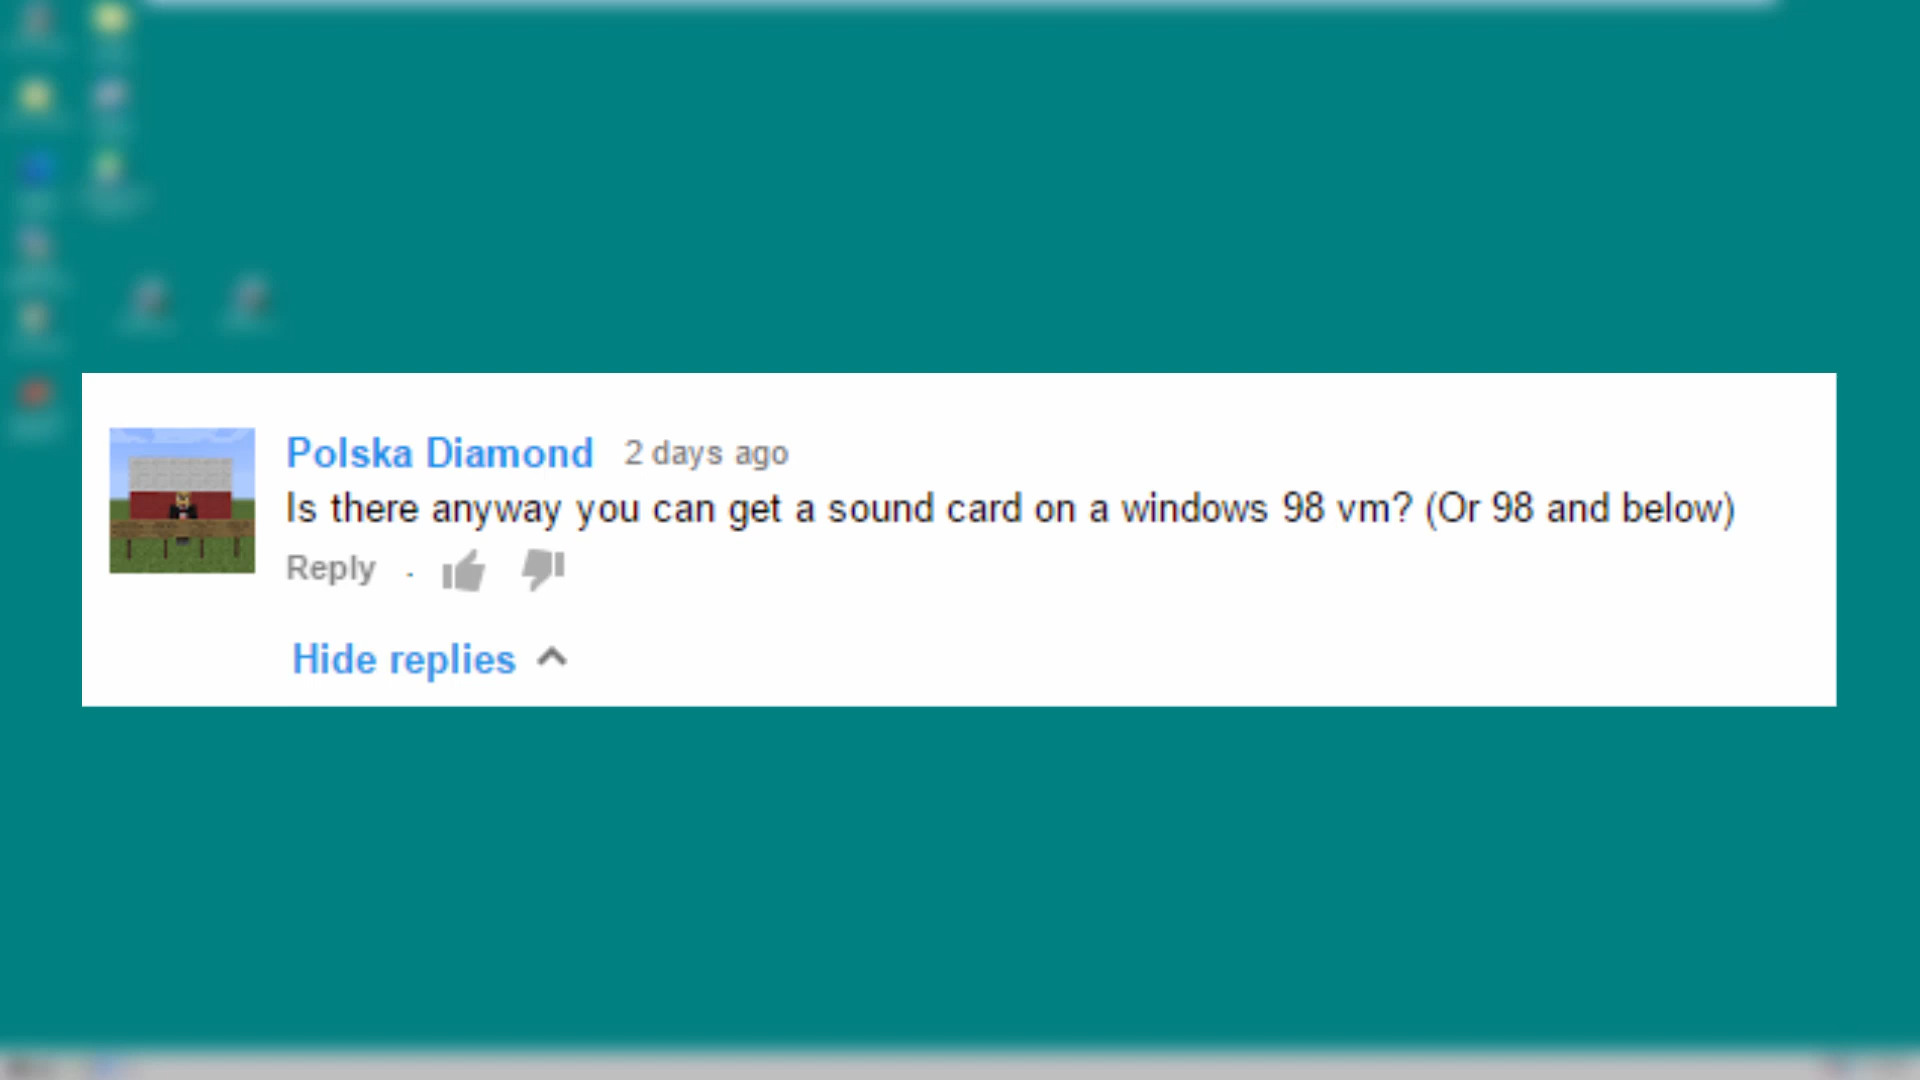 Polska Diamond 2 days ago
Is there anyway you can get a sound card on a windows 98 vm? (Or 98 and below)
Reply .
Hide replies